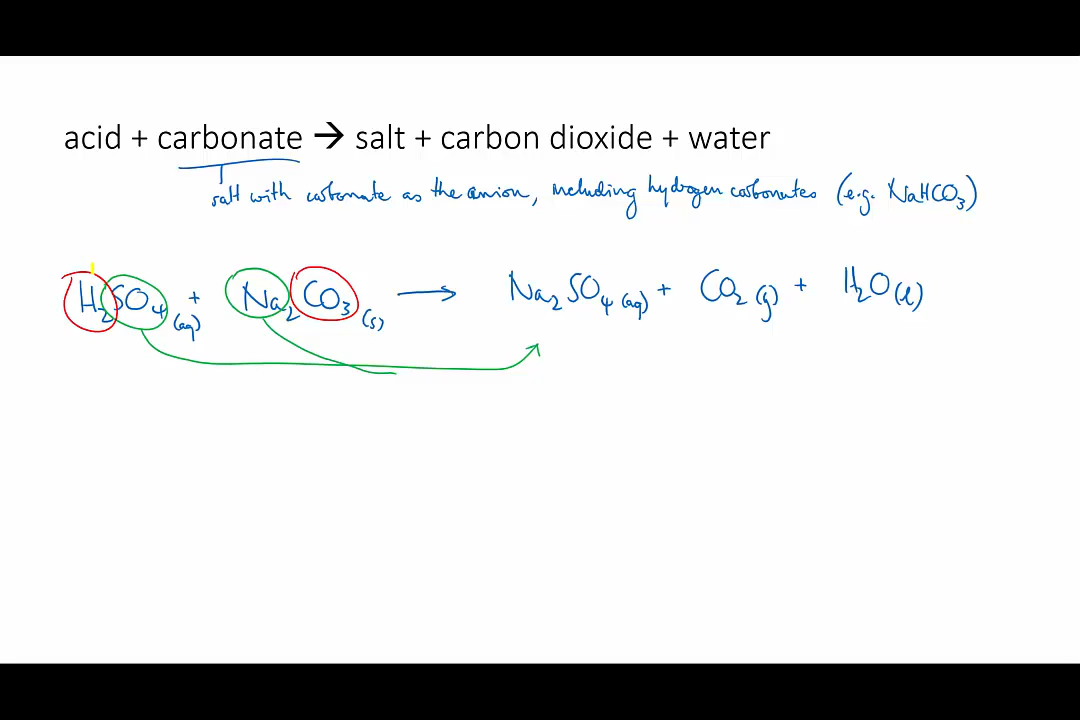 acid + carbonate → salt + carbon dioxide + water
salt with carbonate as the anion, including hydrogen carbonates (e.g. NaHCO₃)
H₂SO₄ (aq) + Na₂CO₃ (s) → Na₂SO₄ (aq) + CO₂ (g) + H₂O (l)